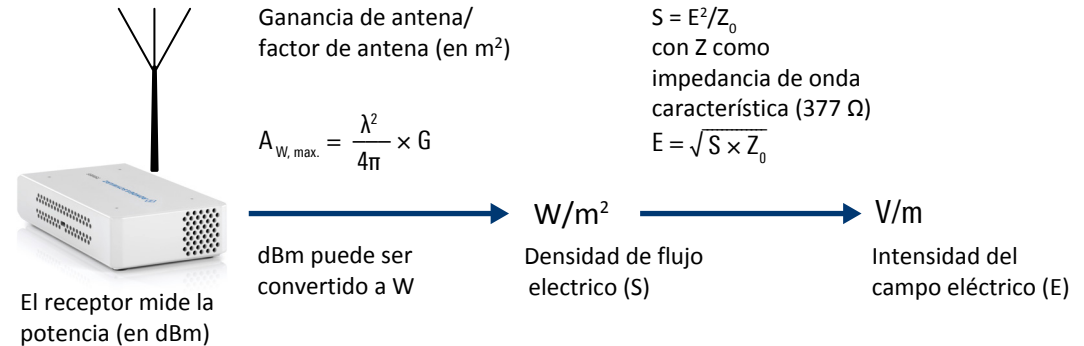 Ganancia de antena/
factor de antena (en m²)
A W, max. = λ² / 4π × G
S = E²/Z₀
con Z como
impedancia de onda
característica (377 Ω)
E = √S × Z₀
W/m²
V/m
dBm puede ser
convertido a W
Densidad de flujo
electrico (S)
Intensidad del
campo eléctrico (E)
El receptor mide la
potencia (en dBm)